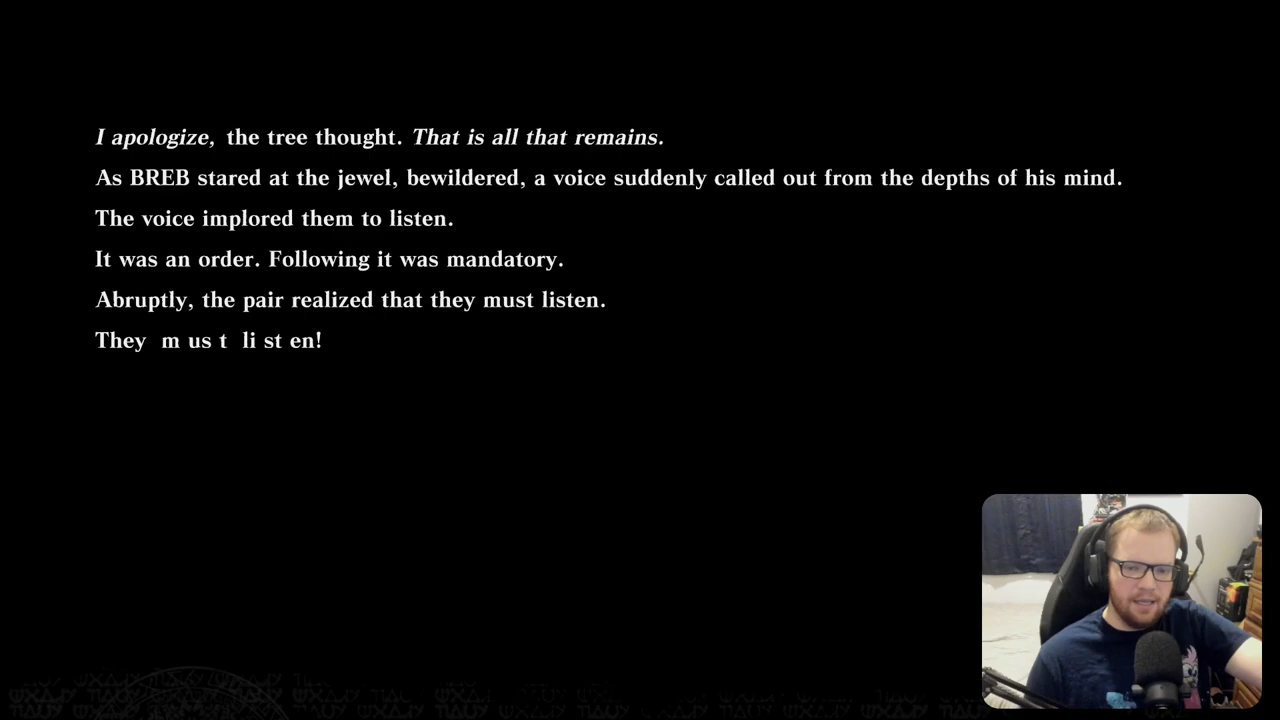 I apologize, the tree thought. That is all that remains.
As BREB stared at the jewel, bewildered, a voice suddenly called out from the depths of his mind.
The voice implored them to listen.
It was an order. Following it was mandatory.
Abruptly, the pair realized that they must listen.
They m us t li st en!